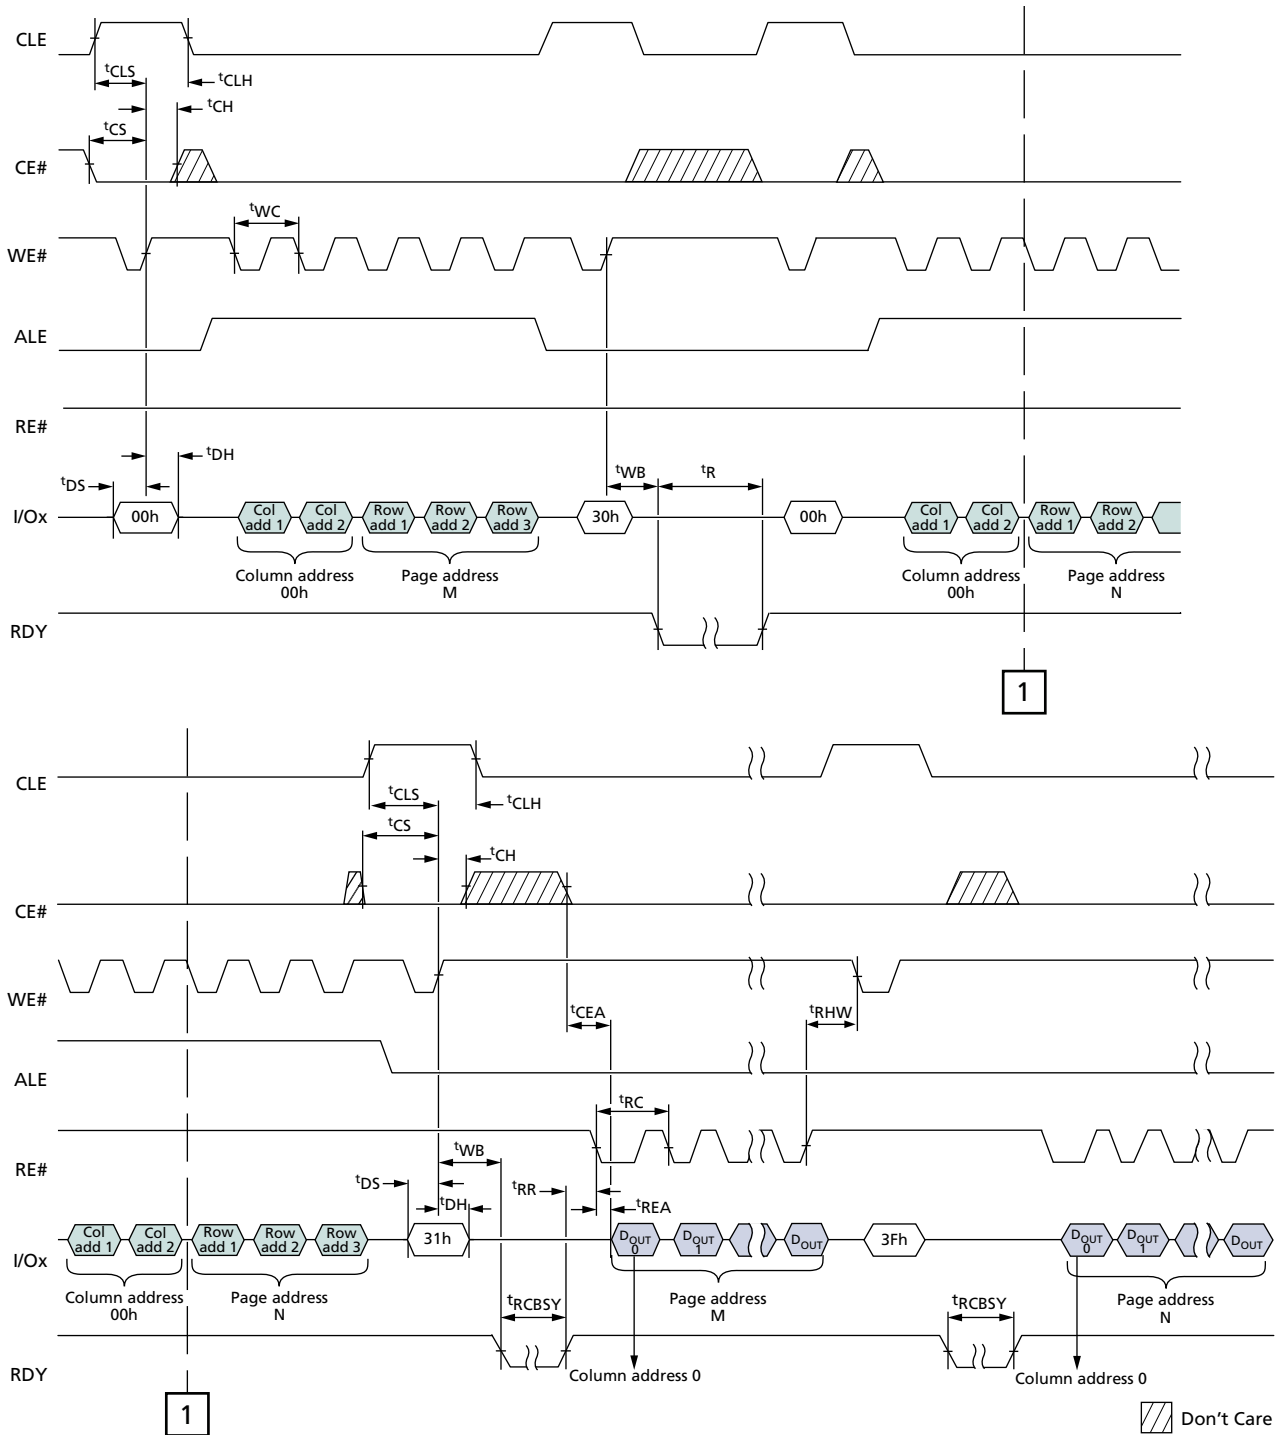 CLE
tCLS
tCLH
tCH
tCS
CE#
tWC
WE#
ALE
RE#
tDH
tDS
tWB
tR
I/Ox
00h
Col add 1
Col add 2
Row add 1
Row add 2
Row add 3
30h
00h
Col add 1
Col add 2
Row add 1
Row add 2
Column address
00h
Page address
M
Column address
00h
Page address
N
RDY
1
CLE
tCLS
tCLH
tCS
tCH
CE#
WE#
tCEA
tRHW
ALE
tRC
RE#
tWB
tDS
tDH
tRR
tREA
I/Ox
Col add 1
Col add 2
Row add 1
Row add 2
Row add 3
31h
DOUT 0
DOUT 1
DOUT
3Fh
DOUT 0
DOUT 1
DOUT
Column address
00h
Page address
N
Page address
M
Page address
N
tRCBSY
tRCBSY
RDY
Column address 0
Column address 0
1
Don't Care